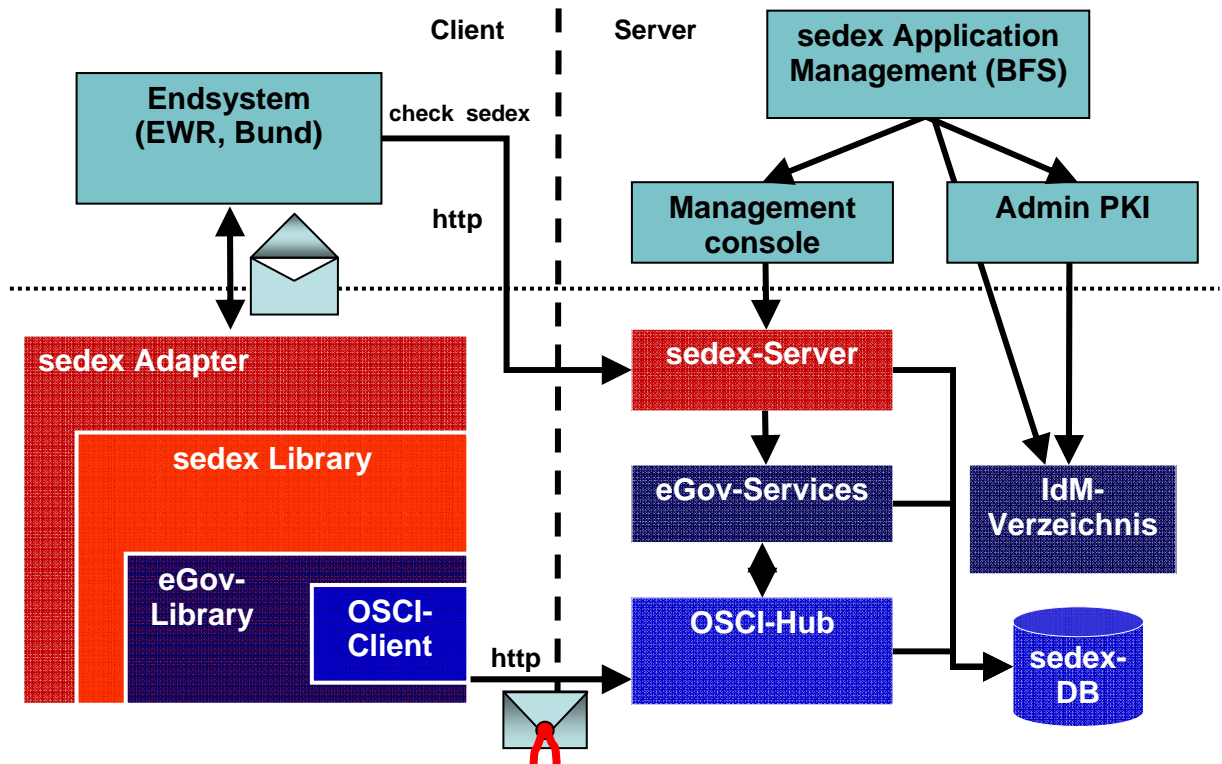 Client
Server
sedex Application
Management (BFS)
Endsystem
(EWR, Bund)
check sedex
http
Management
console
Admin PKI
sedex Adapter
sedex Library
eGov-
Library
OSCI-
Client
http
sedex-Server
eGov-Services
IdM-
Verzeichnis
OSCI-Hub
sedex-
DB